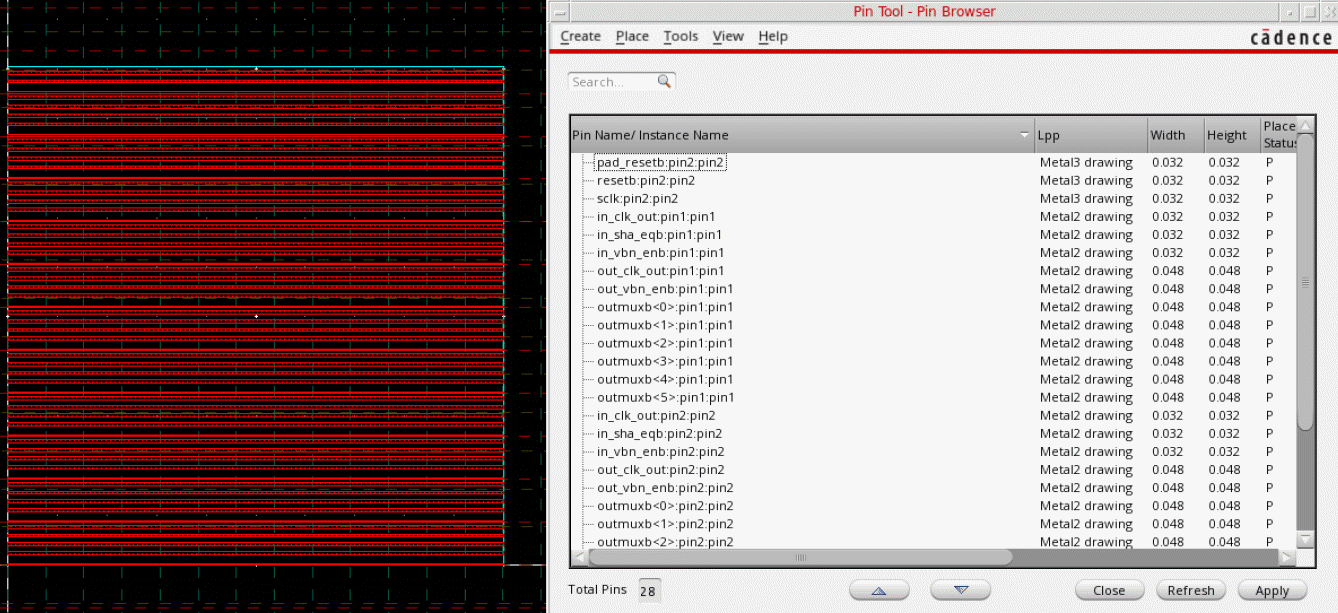 Pin Tool - Pin Browser
Create Place Tools View Help
cādence
Search...
Pin Name/ Instance Name Lpp Width Height Place Status
pad_resetb:pin2:pin2 Metal3 drawing 0.032 0.032 P
resetb:pin2:pin2 Metal3 drawing 0.032 0.032 P
sclk:pin2:pin2 Metal3 drawing 0.032 0.032 P
in_clk_out:pin1:pin1 Metal2 drawing 0.032 0.032 P
in_sha_eqb:pin1:pin1 Metal2 drawing 0.032 0.032 P
in_vbn_enb:pin1:pin1 Metal2 drawing 0.032 0.032 P
out_clk_out:pin1:pin1 Metal2 drawing 0.048 0.048 P
out_vbn_enb:pin1:pin1 Metal2 drawing 0.048 0.048 P
outmuxb<0>:pin1:pin1 Metal2 drawing 0.048 0.048 P
outmuxb<1>:pin1:pin1 Metal2 drawing 0.048 0.048 P
outmuxb<2>:pin1:pin1 Metal2 drawing 0.048 0.048 P
outmuxb<3>:pin1:pin1 Metal2 drawing 0.048 0.048 P
outmuxb<4>:pin1:pin1 Metal2 drawing 0.048 0.048 P
outmuxb<5>:pin1:pin1 Metal2 drawing 0.048 0.048 P
in_clk_out:pin2:pin2 Metal2 drawing 0.032 0.032 P
in_sha_eqb:pin2:pin2 Metal2 drawing 0.032 0.032 P
in_vbn_enb:pin2:pin2 Metal2 drawing 0.032 0.032 P
out_clk_out:pin2:pin2 Metal2 drawing 0.048 0.048 P
out_vbn_enb:pin2:pin2 Metal2 drawing 0.048 0.048 P
outmuxb<0>:pin2:pin2 Metal2 drawing 0.048 0.048 P
outmuxb<1>:pin2:pin2 Metal2 drawing 0.048 0.048 P
outmuxb<2>:pin2:pin2 Metal2 drawing 0.048 0.048 P
Total Pins 28 Close Refresh Apply